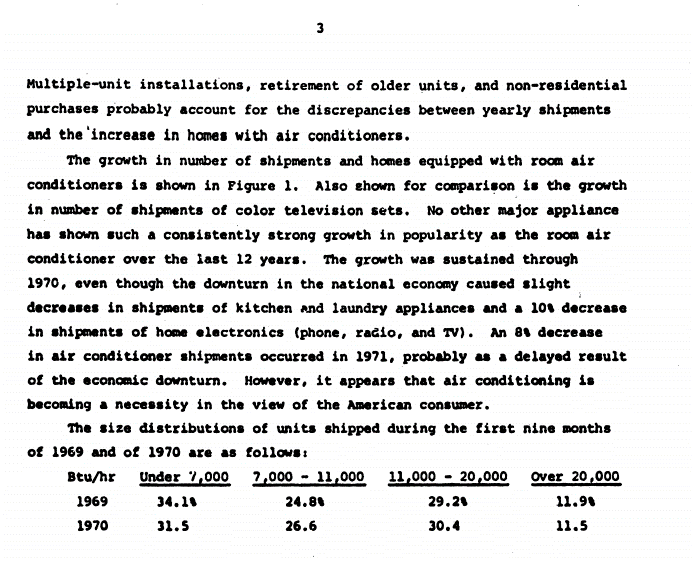 3
Multiple-unit installations, retirement of older units, and non-residential
purchases probably account for the discrepancies between yearly shipments
and the increase in homes with air conditioners.
The growth in number of shipments and homes equipped with room air
conditioners is shown in Figure 1. Also shown for comparison is the growth
in number of shipments of color television sets. No other major appliance
has shown such a consistently strong growth in popularity as the room air
conditioner over the last 12 years. The growth was sustained through
1970, even though the downturn in the national economy caused slight
decreases in shipments of kitchen and laundry appliances and a 10% decrease
in shipments of home electronics (phone, radio, and TV). An 8% decrease
in air conditioner shipments occurred in 1971, probably as a delayed result
of the economic downturn. However, it appears that air conditioning is
becoming a necessity in the view of the American consumer.
The size distributions of units shipped during the first nine months
of 1969 and of 1970 are as follows:
Btu/hr Under 7,000 7,000 - 11,000 11,000 - 20,000 Over 20,000
1969 34.1% 24.8% 29.2% 11.9%
1970 31.5 26.6 30.4 11.5